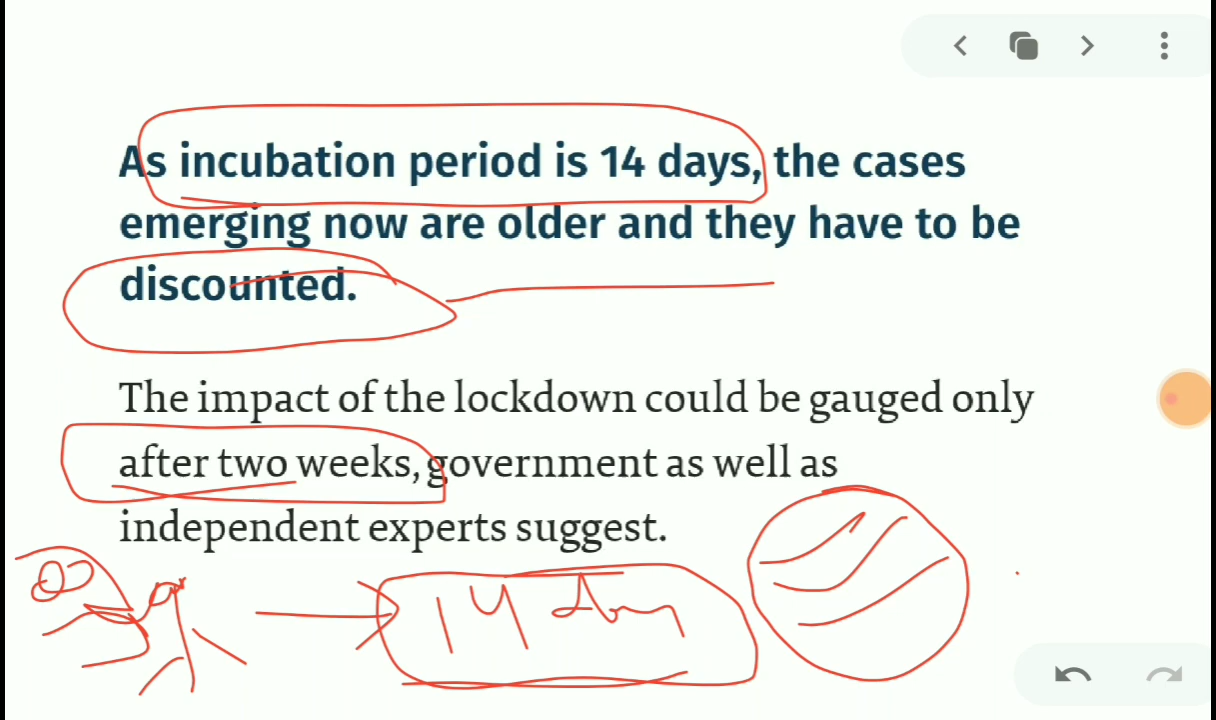 As incubation period is 14 days, the cases
emerging now are older and they have to be
discounted.
The impact of the lockdown could be gauged only
after two weeks, government as well as
independent experts suggest.
14 day